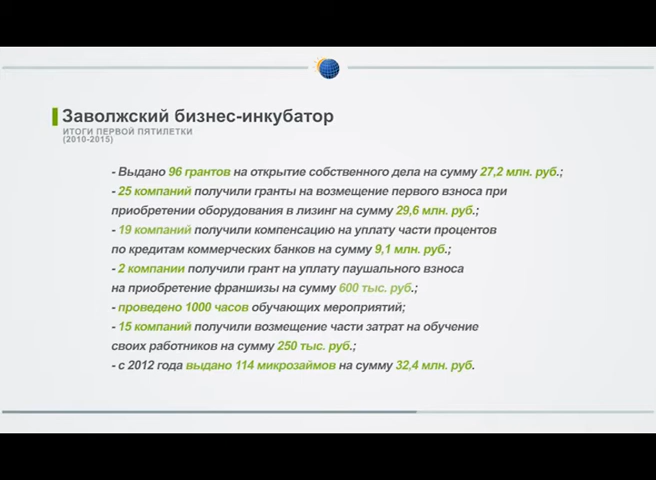 Заволжский бизнес-инкубатор
ИТОГИ ПЕРВОЙ ПЯТИЛЕТКИ
(2010-2015)
- Выдано 96 грантов на открытие собственного дела на сумму 27,2 млн. руб.;
- 25 компаний получили гранты на возмещение первого взноса при
приобретении оборудования в лизинг на сумму 29,6 млн. руб.;
- 19 компаний получили компенсацию на уплату части процентов
по кредитам коммерческих банков на сумму 9,1 млн. руб.;
- 2 компании получили грант на уплату паушального взноса
на приобретение франшизы на сумму 600 тыс. руб.;
- проведено 1000 часов обучающих мероприятий;
- 15 компаний получили возмещение части затрат на обучение
своих работников на сумму 250 тыс. руб.;
- с 2012 года выдано 114 микрозаймов на сумму 32,4 млн. руб.